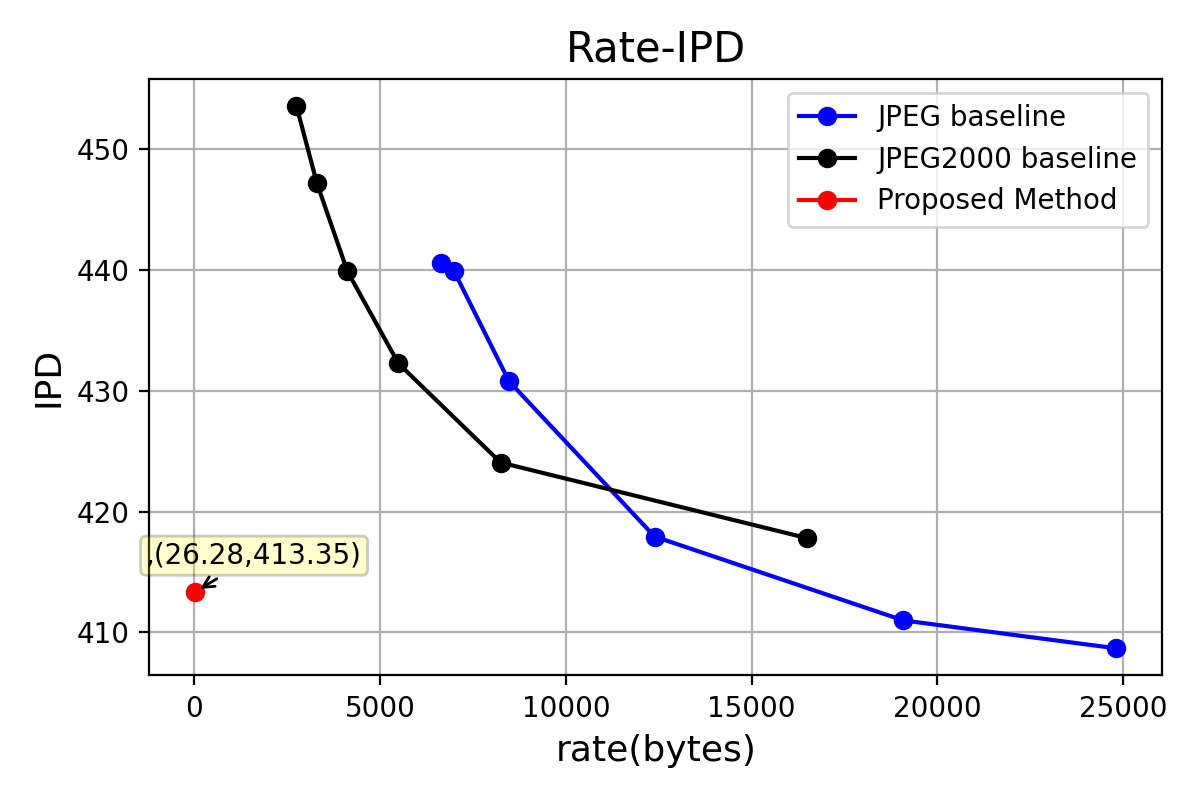 Rate-IPD
JPEG baseline
JPEG2000 baseline
Proposed Method
IPD
450
440
430
420
410
,(26.28,413.35)
0 5000 10000 15000 20000 25000
rate(bytes)